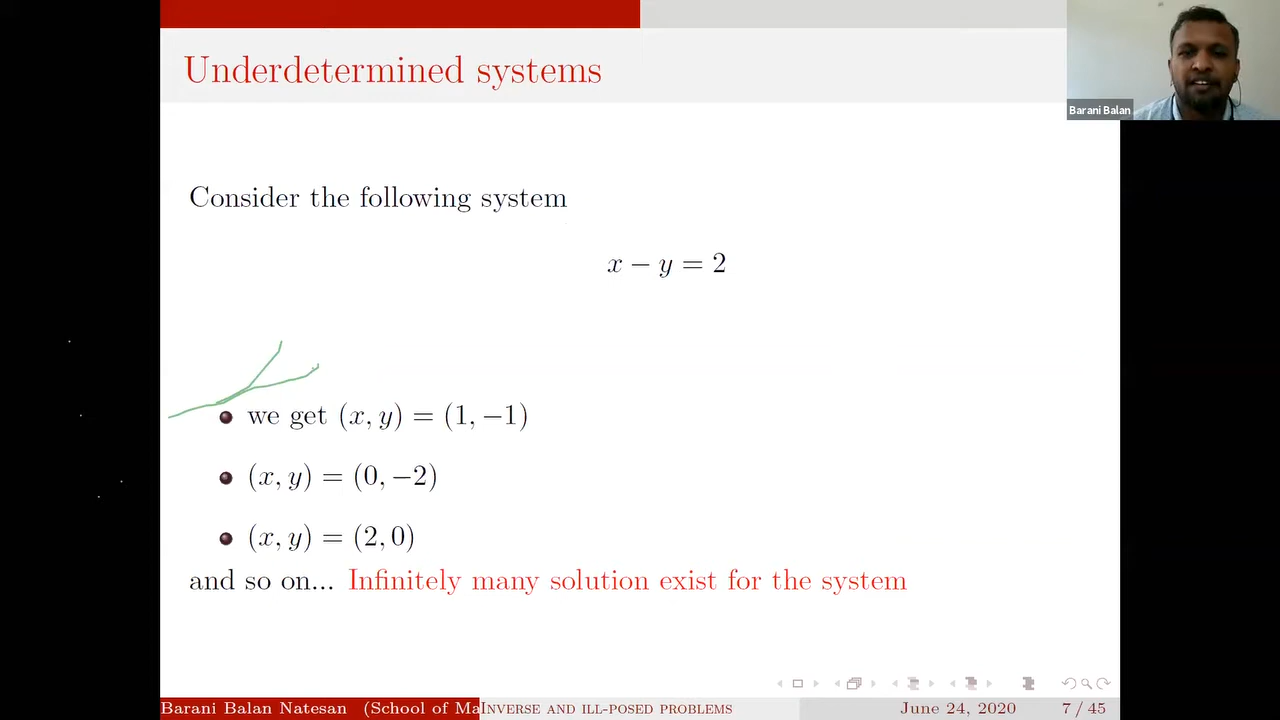 Underdetermined systems
Barani Balan
Consider the following system
x − y = 2
we get (x, y) = (1, −1)
(x, y) = (0, −2)
(x, y) = (2, 0)
and so on... Infinitely many solution exist for the system
Barani Balan Natesan (School of Ma
Inverse and ill-posed problems
June 24, 2020
7 / 45